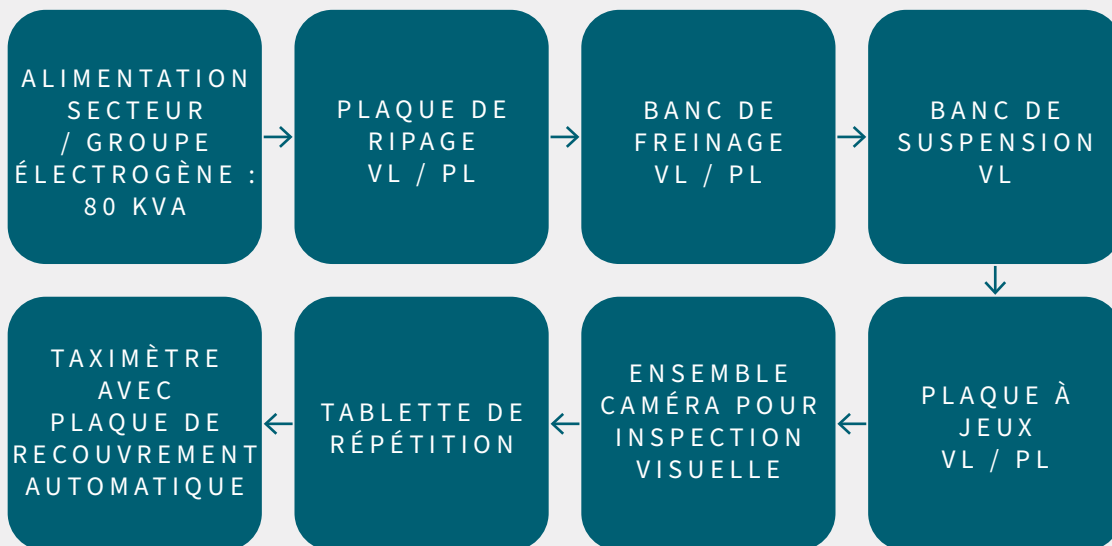 ALIMENTATION
SECTEUR
/ GROUPE
ÉLECTROGÈNE :
80 KVA
PLAQUE DE
RIPAGE
VL / PL
BANC DE
FREINAGE
VL / PL
BANC DE
SUSPENSION
VL
PLAQUE À
JEUX
VL / PL
ENSEMBLE
CAMÉRA POUR
INSPECTION
VISUELLE
TABLETTE DE
RÉPÉTITION
TAXIMÈTRE
AVEC
PLAQUE DE
RECOUVREMENT
AUTOMATIQUE